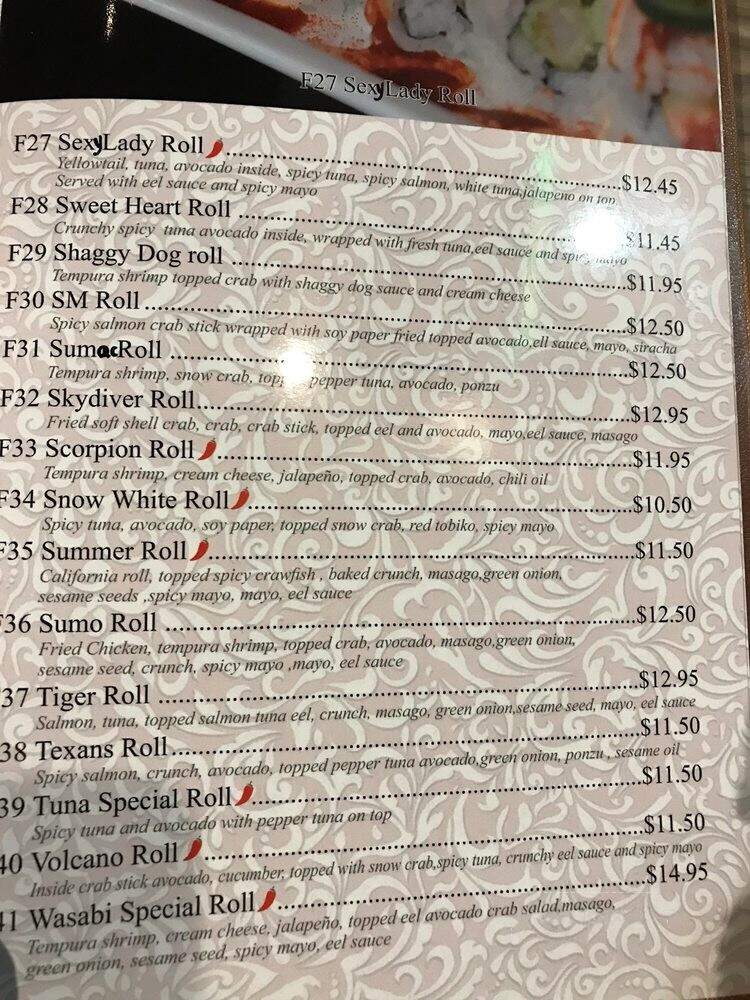 F27 SexyLady Roll
F27 SexyLady Roll ..... $12.45
Yellowtail, tuna, avocado inside, spicy tuna, spicy salmon, white tuna,jalapeno on top
Served with eel sauce and spicy mayo
F28 Sweet Heart Roll ..... $11.45
Crunchy spicy tuna avocado inside, wrapped with fresh tuna,eel sauce and spicy mayo
F29 Shaggy Dog roll ..... $11.95
Tempura shrimp topped crab with shaggy dog sauce and cream cheese
F30 SM Roll ..... $12.50
Spicy salmon crab stick wrapped with soy paper fried topped avocado,ell sauce, mayo, siracha
F31 SumacRoll ..... $12.50
Tempura shrimp, snow crab, pepper tuna, avocado, ponzu
F32 Skydiver Roll ..... $12.95
Fried soft shell crab, crab, crab stick, topped eel and avocado, mayo,eel sauce, masago
F33 Scorpion Roll ..... $11.95
Tempura shrimp, cream cheese, jalapeño, topped crab, avocado, chili oil
F34 Snow White Roll ..... $10.50
Spicy tuna, avocado, soy paper, topped snow crab, red tobiko, spicy mayo
F35 Summer Roll ..... $11.50
California roll, topped spicy crawfish , baked crunch, masago,green onion,
sesame seeds ,spicy mayo, mayo, eel sauce
F36 Sumo Roll ..... $12.50
Fried Chicken, tempura shrimp, topped crab, avocado, masago,green onion,
sesame seed, crunch, spicy mayo ,mayo, eel sauce
37 Tiger Roll ..... $12.95
Salmon, tuna, topped salmon tuna eel, crunch, masago, green onion,sesame seed, mayo, eel sauce
38 Texans Roll ..... $11.50
Spicy salmon, crunch, avocado, topped pepper tuna avocado,green onion, ponzu , sesame oil
39 Tuna Special Roll ..... $11.50
Spicy tuna and avocado with pepper tuna on top
40 Volcano Roll ..... $11.50
Inside crab stick avocado, cucumber, topped with snow crab,spicy tuna, crunchy eel sauce and spicy mayo
41 Wasabi Special Roll ..... $14.95
Tempura shrimp, cream cheese, jalapeño, topped eel avocado crab salad,masago,
green onion, sesame seed, spicy mayo, eel sauce